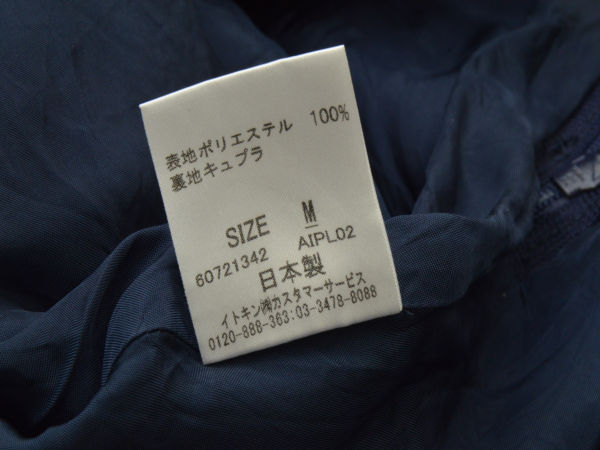 表地ポリエステル 100%
裏地キュプラ
SIZE M
60721342 AIPL02
日本製
イトキン㈱カスタマーサービス
0120-888-363:03-3478-8088